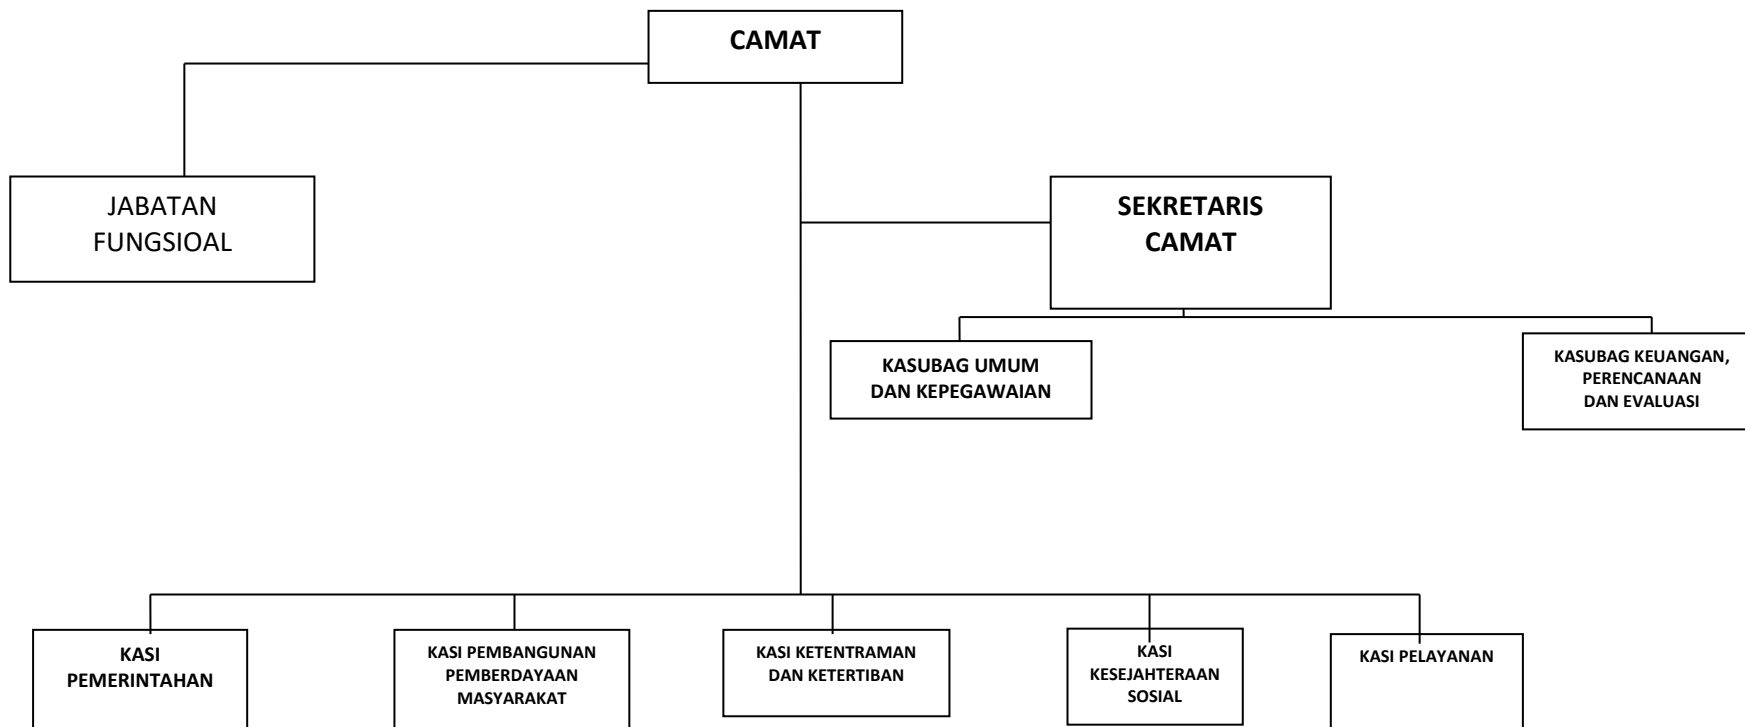 CAMAT
JABATAN
FUNGSIOAL
SEKRETARIS
CAMAT
KASUBAG UMUM
DAN KEPEGAWAIAN
KASUBAG KEUANGAN,
PERENCANAAN
DAN EVALUASI
KASI
PEMERINTAHAN
KASI PEMBANGUNAN
PEMBERDAYAAN
MASYARAKAT
KASI KETENTRAMAN
DAN KETERTIBAN
KASI
KESEJAHTERAAN
SOSIAL
KASI PELAYANAN